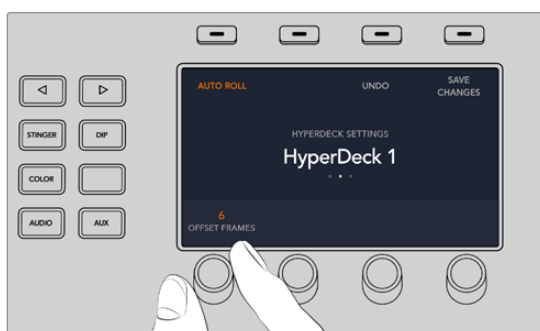 AUTO ROLL
UNDO
SAVE
CHANGES
STINGER
DIP
HYPERDECK SETTINGS
HyperDeck 1
COLOR
AUDIO
AUX
6
OFFSET FRAMES